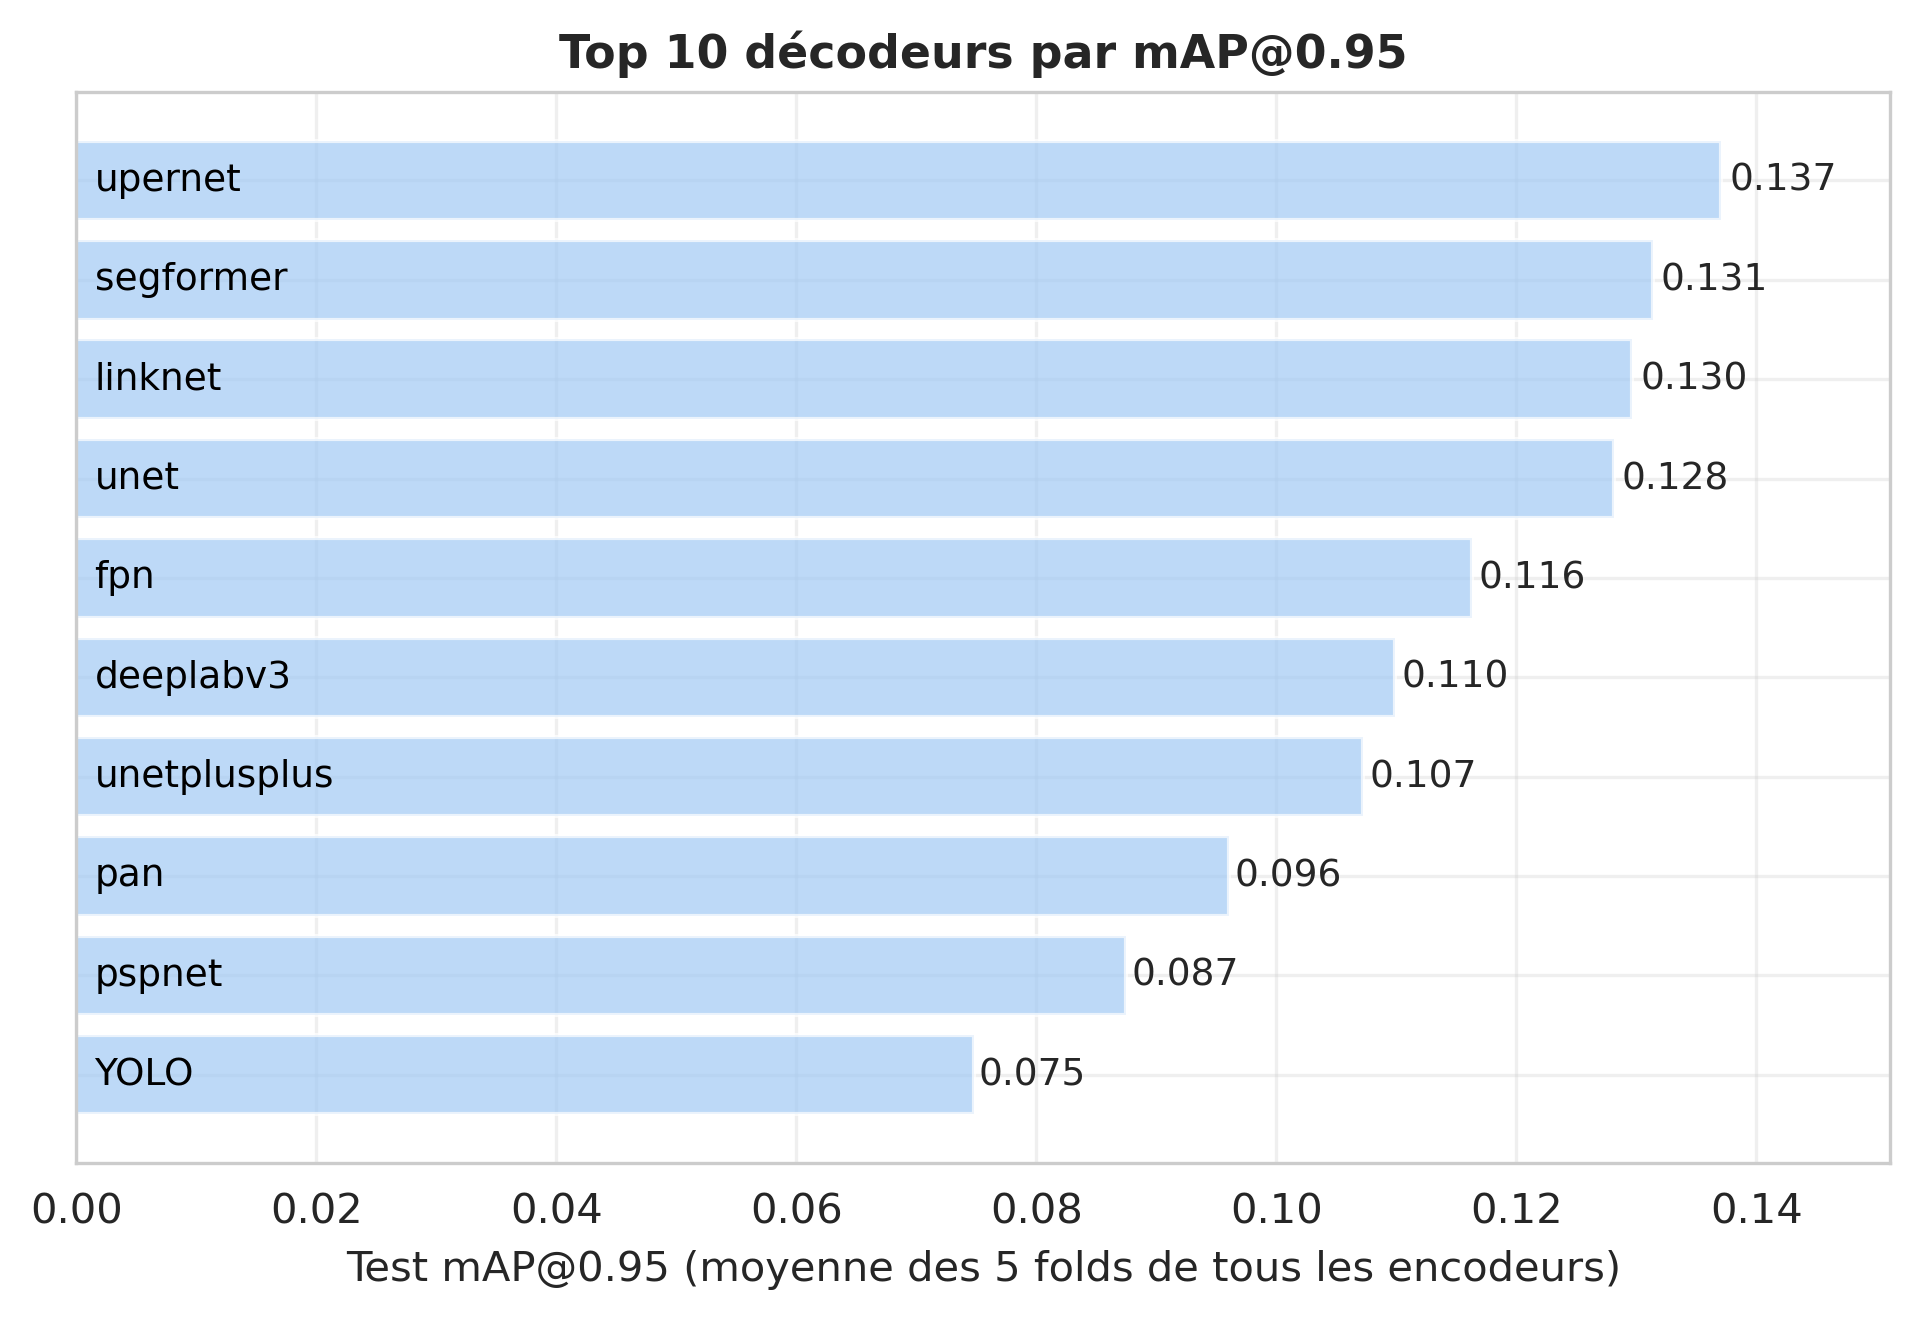 Top 10 décodeurs par mAP@0.95
upernet 0.137
segformer 0.131
linknet 0.130
unet 0.128
fpn 0.116
deeplabv3 0.110
unetplusplus 0.107
pan 0.096
pspnet 0.087
YOLO 0.075
0.00 0.02 0.04 0.06 0.08 0.10 0.12 0.14
Test mAP@0.95 (moyenne des 5 folds de tous les encodeurs)